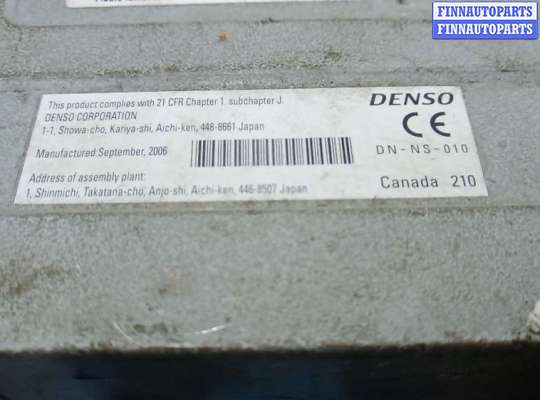 FINNAUTOPARTS
FINNAUTOPARTS
This product complies with 21 CFR Chapter 1. subchapter J.
DENSO CORPORATION
1-1, Showa-cho, Kariya-shi, Aichi-ken, 448-8661 Japan
Manufactured: September, 2006
Address of assembly plant:
1, Shinmichi, Takatana-cho, Anjo-shi, Aichi-ken, 446-8507 Japan
DENSO
CE
DN-NS-010
Canada 210